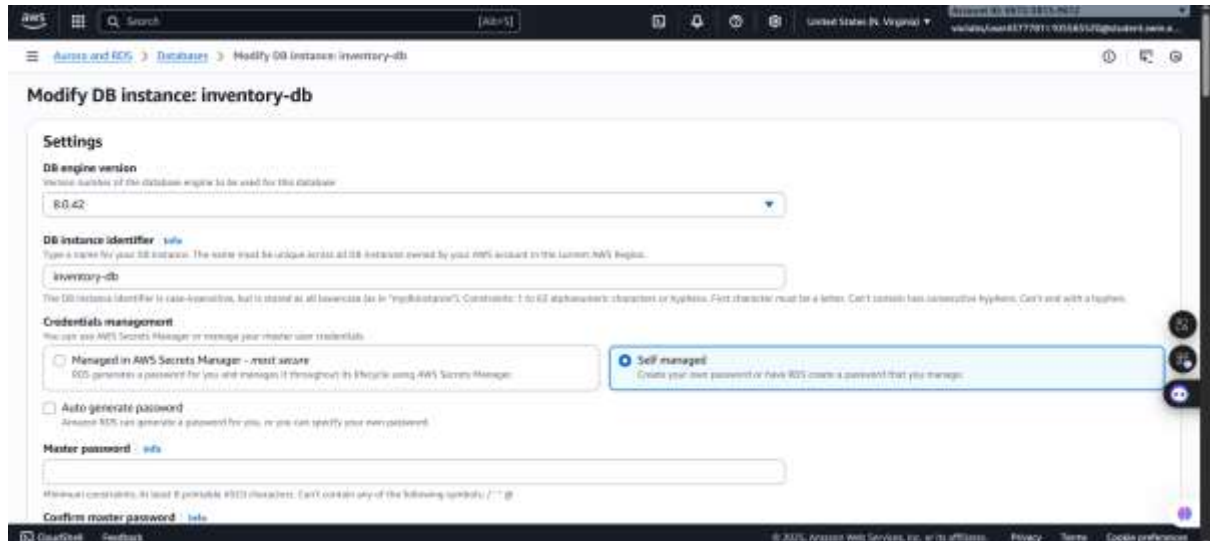 aws Search [Alt+S] United States (N. Virginia)
Aurora and RDS > Databases > Modify DB instance: inventory-db
Modify DB instance: inventory-db
Settings
DB engine version
Version number of the database engine to be used for this database
8.0.42
DB instance identifier Info
Type a name for your DB instance. The name must be unique across all DB instances owned by your AWS account in the current AWS Region.
inventory-db
The DB instance identifier is case-insensitive, but is stored as all lowercase (as in "mydbinstance"). Constraints: 1 to 63 alphanumeric characters or hyphens. First character must be a letter. Can't contain two consecutive hyphens. Can't end with a hyphen.
Credentials management
You can use AWS Secrets Manager or manage your master user credentials.
Managed in AWS Secrets Manager - most secure
RDS generates a password for you and manages it throughout its lifecycle using AWS Secrets Manager.
Self managed
Create your own password or have RDS create a password that you manage.
Auto generate password
Amazon RDS can generate a password for you, or you can specify your own password.
Master password Info
Minimum constraints: At least 8 printable ASCII characters. Can't contain any of the following symbols: / ' " @
Confirm master password Info
CloudShell Feedback © 2025, Amazon Web Services, Inc. or its affiliates. Privacy Terms Cookie preferences